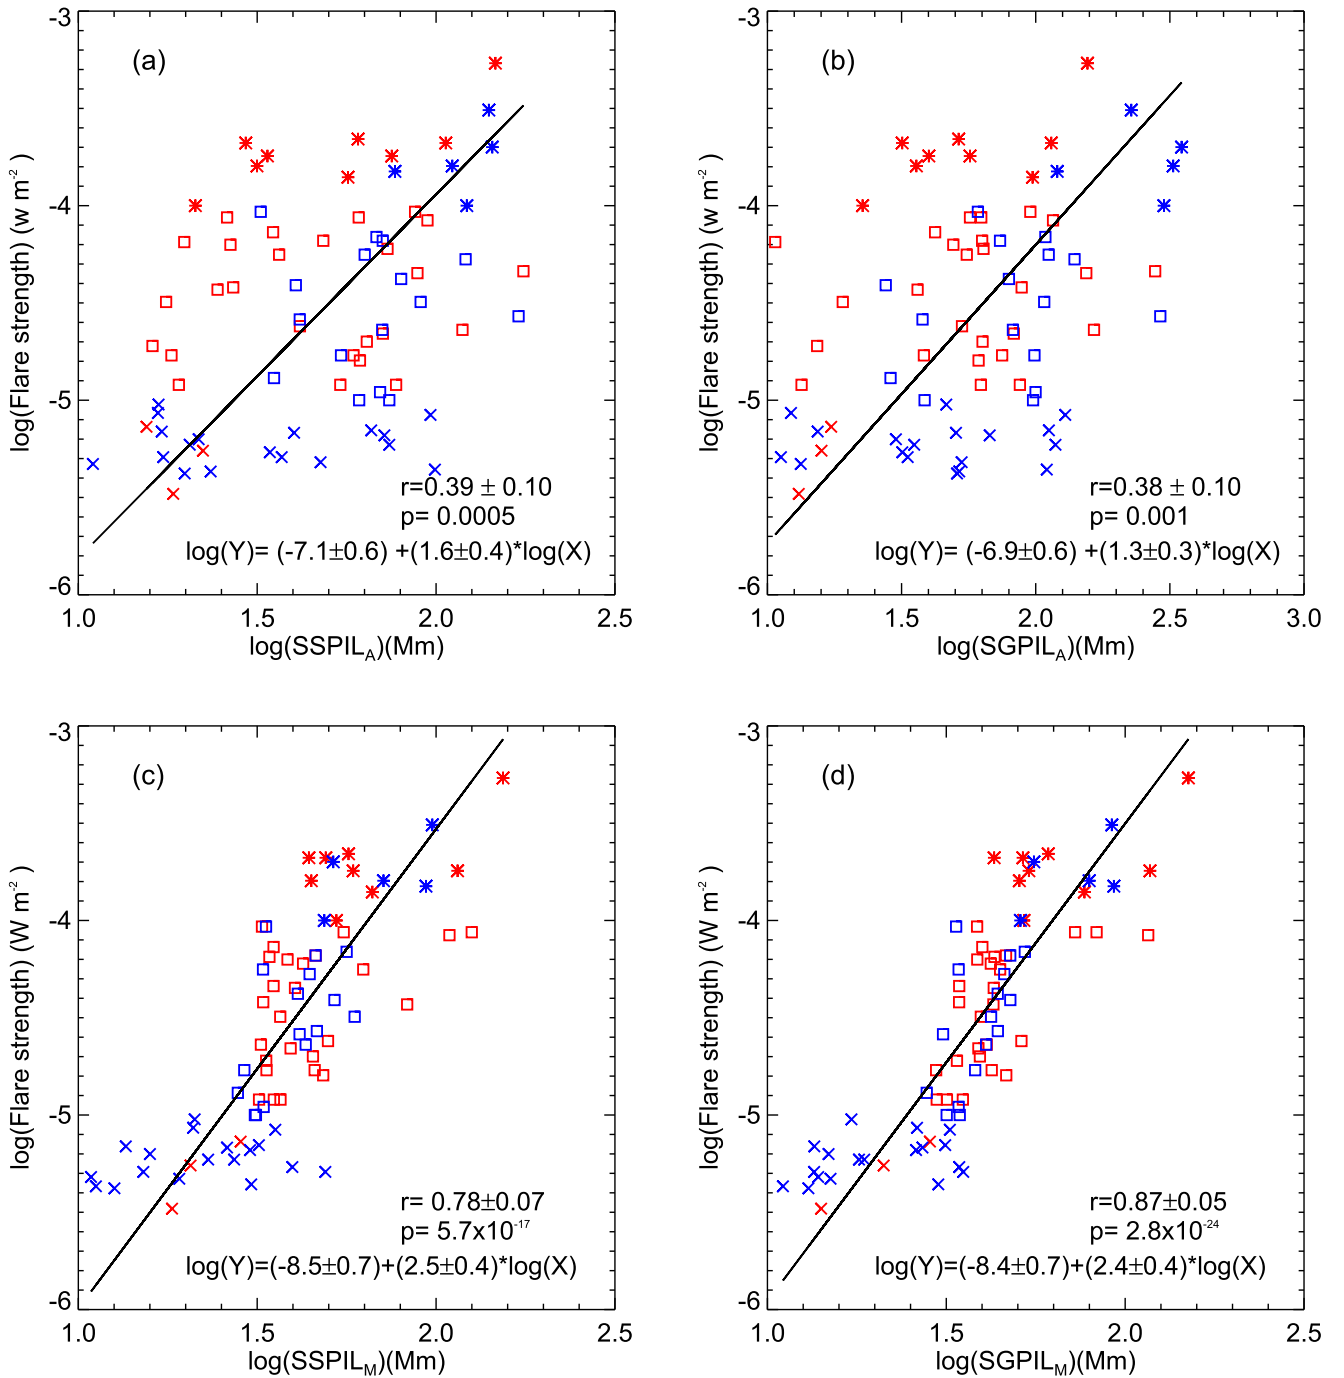 (a)
-3
-4
-5
-6
log(Flare strength) (w m⁻²)
r=0.39 ± 0.10
p= 0.0005
log(Y)= (-7.1±0.6) +(1.6±0.4)*log(X)
1.0 1.5 2.0 2.5
log(SSPIL_A)(Mm)
(b)
-3
-4
-5
-6
log(Flare strength) (w m⁻²)
r=0.38 ± 0.10
p= 0.001
log(Y)= (-6.9±0.6) +(1.3±0.3)*log(X)
1.0 1.5 2.0 2.5 3.0
log(SGPIL_A)(Mm)
(c)
-3
-4
-5
-6
log(Flare strength) (W m⁻²)
r= 0.78±0.07
p= 5.7x10⁻¹⁷
log(Y)=(-8.5±0.7)+(2.5±0.4)*log(X)
1.0 1.5 2.0 2.5
log(SSPIL_M)(Mm)
(d)
-3
-4
-5
-6
log(Flare strength) (W m⁻²)
r=0.87±0.05
p= 2.8x10⁻²⁴
log(Y)=(-8.4±0.7)+(2.4±0.4)*log(X)
1.0 1.5 2.0 2.5
log(SGPIL_M)(Mm)